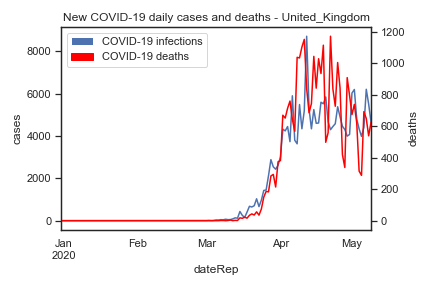 New COVID-19 daily cases and deaths - United_Kingdom
COVID-19 infections
COVID-19 deaths
8000
6000
4000
2000
0
cases
1200
1000
800
600
400
200
0
deaths
Jan
2020
Feb
Mar
Apr
May
dateRep